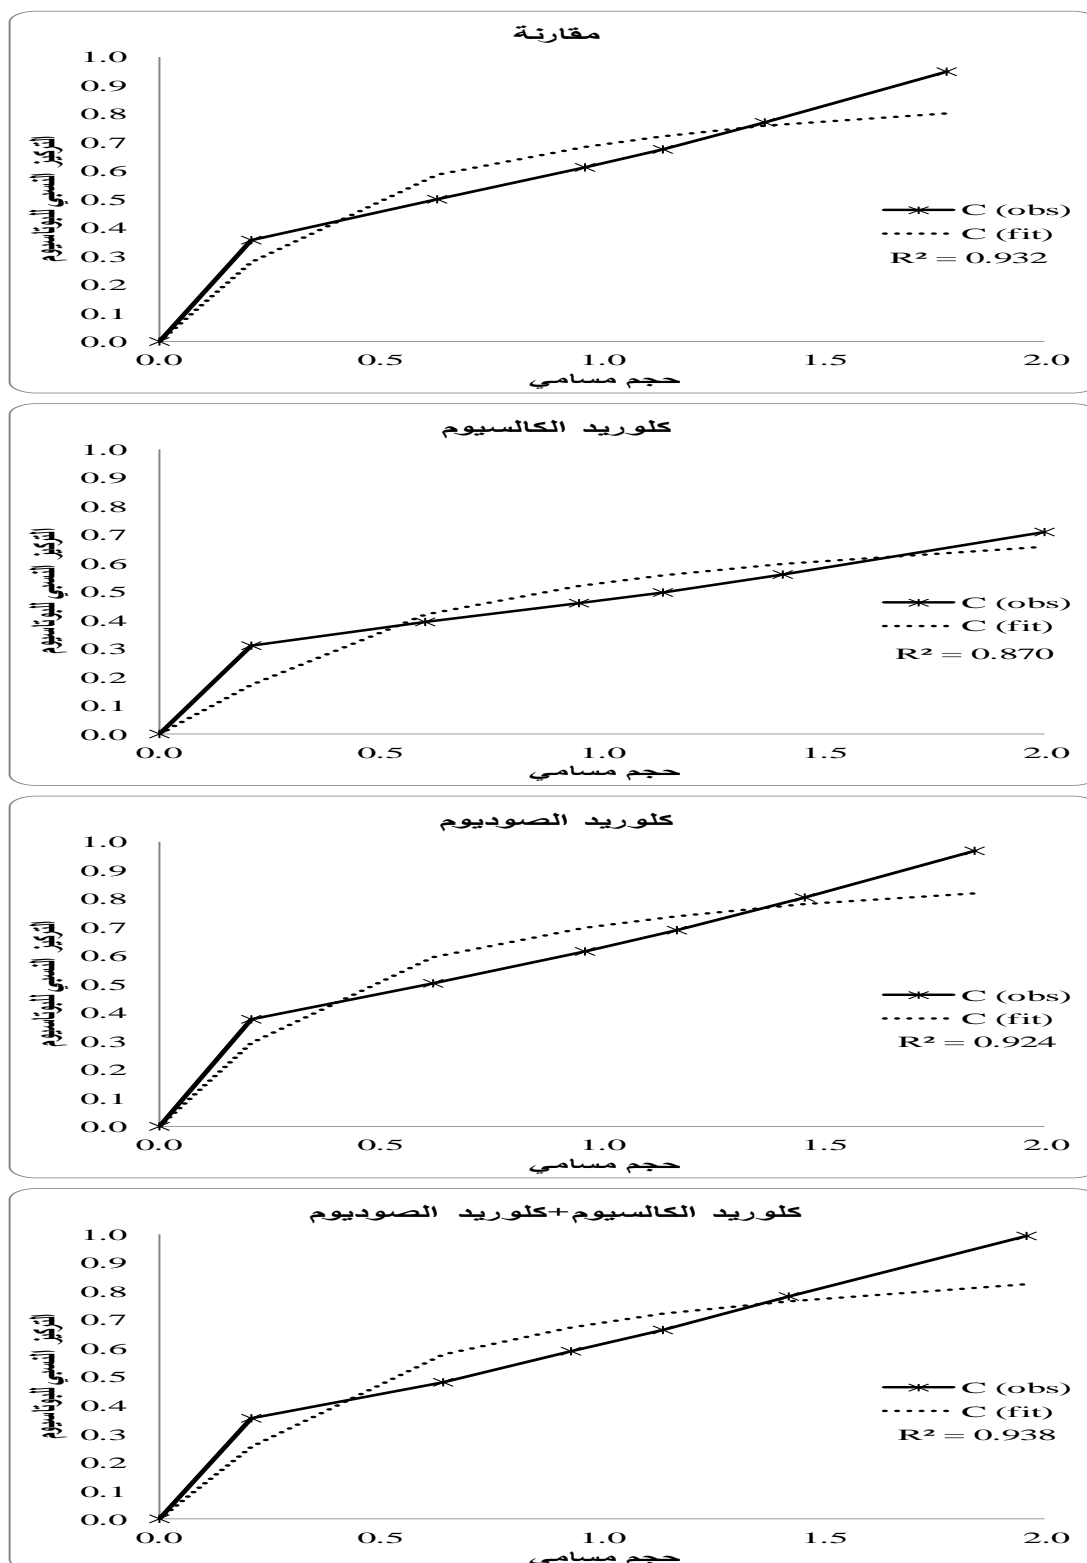 مقارنة
1.0
0.9
0.8
0.7
0.6
0.5
0.4
0.3
0.2
0.1
0.0
التركيز النسبي للبوتاسيوم
C (obs)
C (fit)
R² = 0.932
0.0 0.5 1.0 1.5 2.0
حجم مسامي
كلوريد الكالسيوم
1.0
0.9
0.8
0.7
0.6
0.5
0.4
0.3
0.2
0.1
0.0
التركيز النسبي للبوتاسيوم
C (obs)
C (fit)
R² = 0.870
0.0 0.5 1.0 1.5 2.0
حجم مسامي
كلوريد الصوديوم
1.0
0.9
0.8
0.7
0.6
0.5
0.4
0.3
0.2
0.1
0.0
التركيز النسبي للبوتاسيوم
C (obs)
C (fit)
R² = 0.924
0.0 0.5 1.0 1.5 2.0
حجم مسامي
كلوريد الكالسيوم+كلوريد الصوديوم
1.0
0.9
0.8
0.7
0.6
0.5
0.4
0.3
0.2
0.1
0.0
التركيز النسبي للبوتاسيوم
C (obs)
C (fit)
R² = 0.938
0.0 0.5 1.0 1.5 2.0
حجم مسامي